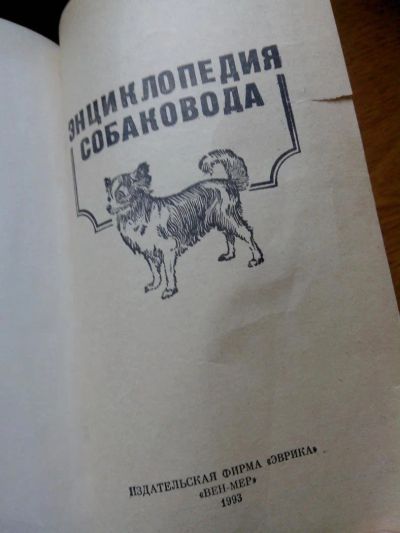 ЭНЦИКЛОПЕДИЯ
СОБАКОВОДА
ИЗДАТЕЛЬСКАЯ ФИРМА «ЭВРИКА»
«ВЕН-МЕР»
1993